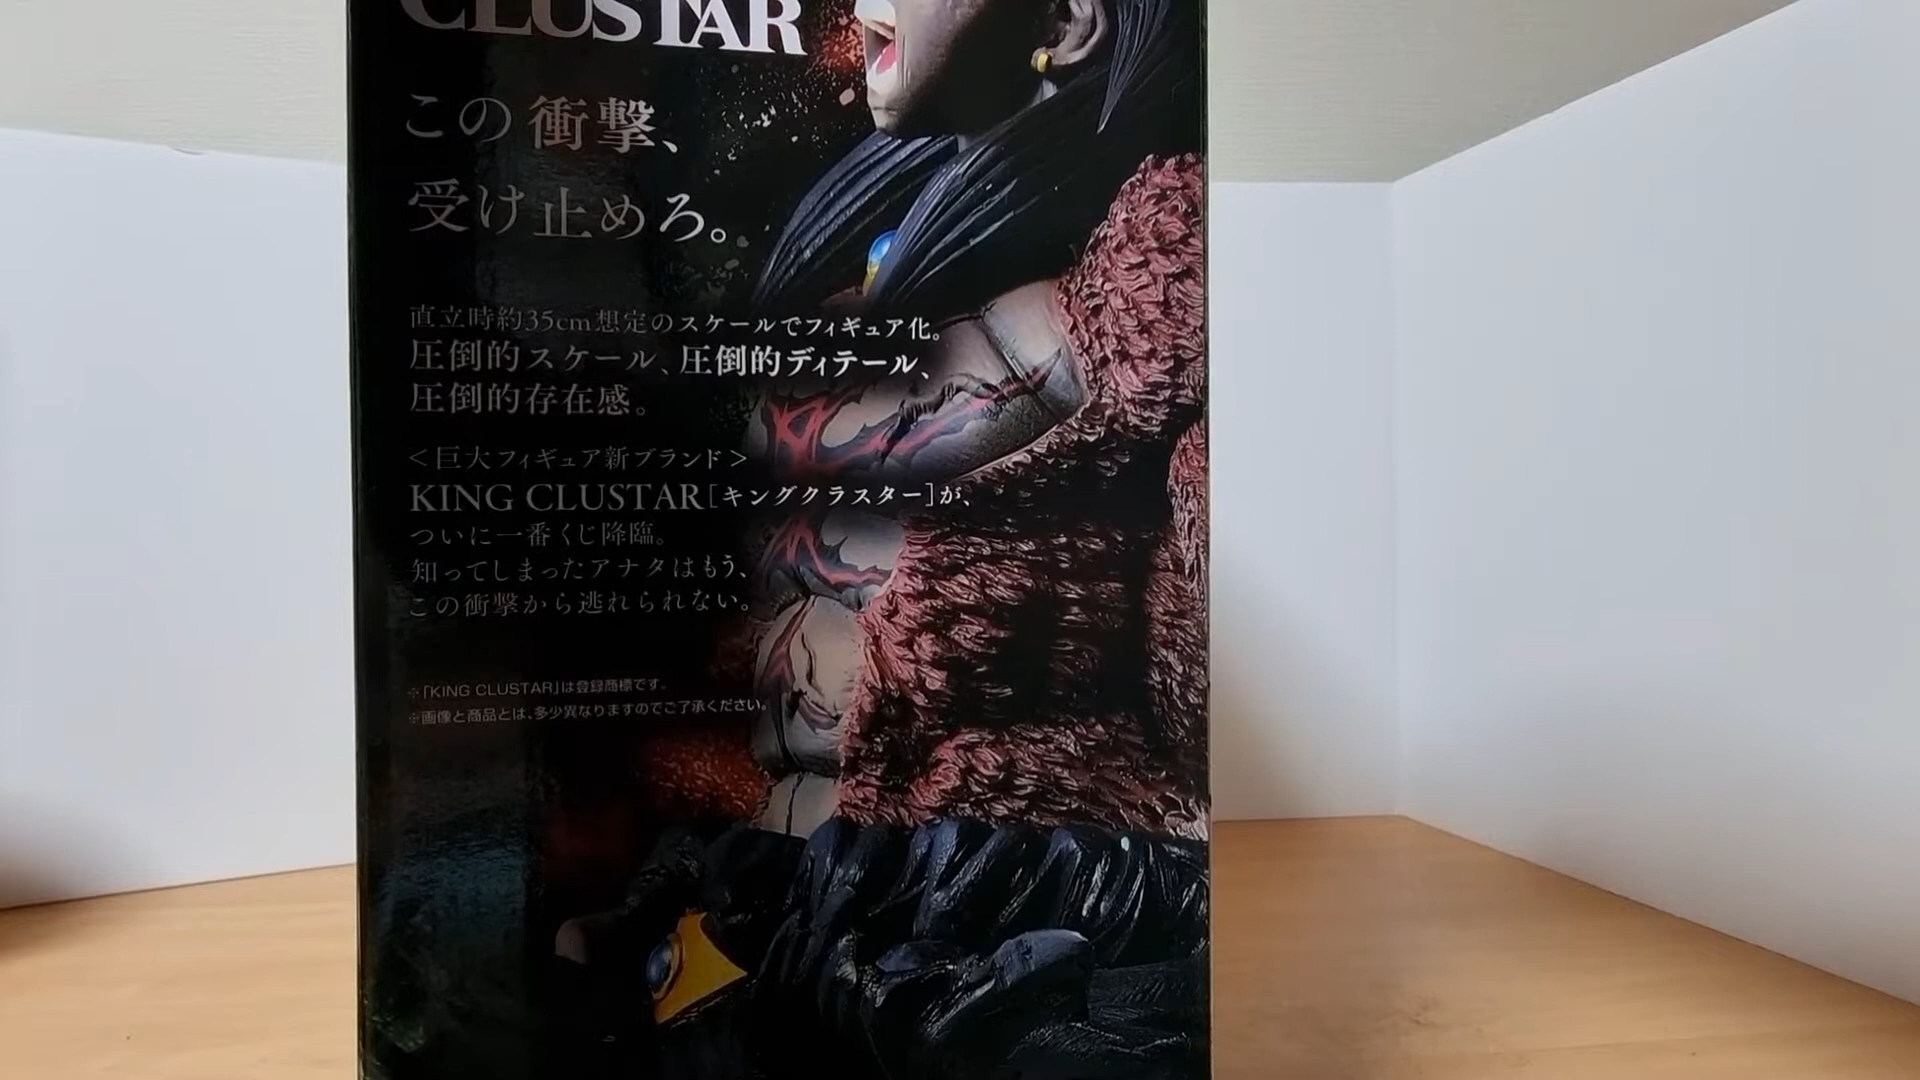 CLUSTAR
この衝撃、
受け止めろ。
直立時約35cm想定のスケールでフィギュア化。
圧倒的スケール、圧倒的ディテール、
圧倒的存在感。
＜巨大フィギュア新ブランド＞
KING CLUSTAR[キングクラスター]が、
ついに一番くじ降臨。
知ってしまったアナタはもう、
この衝撃から逃れられない。
※「KING CLUSTAR」は登録商標です。
※画像と商品とは、多少異なりますのでご了承ください。